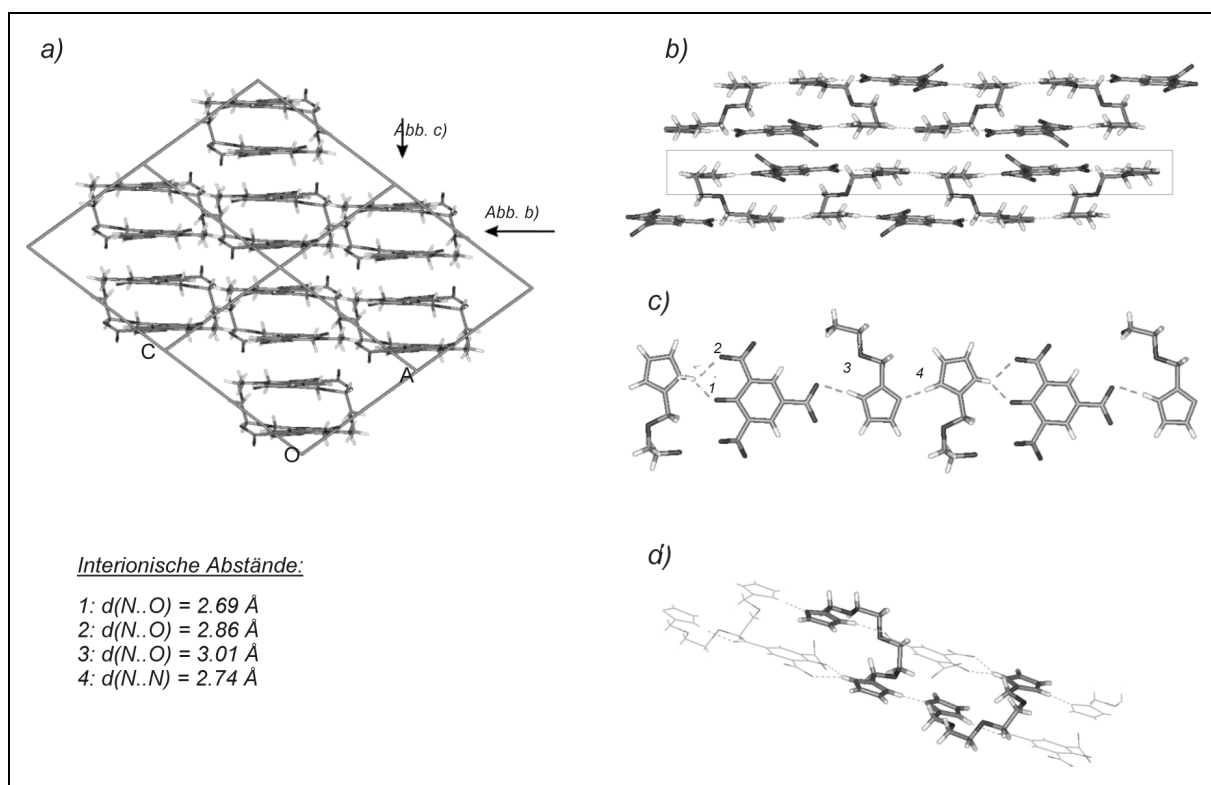 a)
Abb. c)
Abb. b)
C
A
O
Interionische Abstände:
1: d(N..O) = 2.69 Å
2: d(N..O) = 2.86 Å
3: d(N..O) = 3.01 Å
4: d(N..N) = 2.74 Å
b)
c)
2
1
3
4
d)